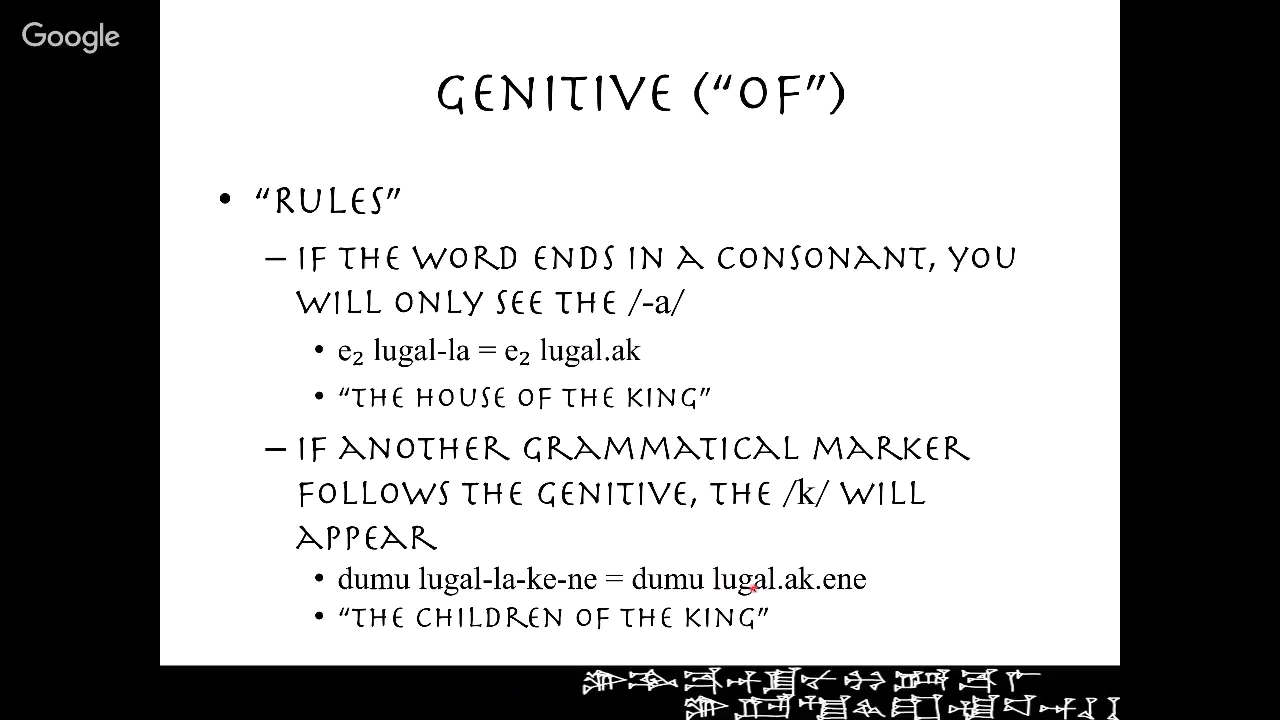 Google
GENITIVE (“OF”)
• “RULES”
– IF THE WORD ENDS IN A CONSONANT, YOU
WILL ONLY SEE THE /-a/
• e₂ lugal-la = e₂ lugal.ak
• “THE HOUSE OF THE KING”
– IF ANOTHER GRAMMATICAL MARKER
FOLLOWS THE GENITIVE, THE /k/ WILL
APPEAR
• dumu lugal-la-ke-ne = dumu lugal.ak.ene
• “THE CHILDREN OF THE KING”